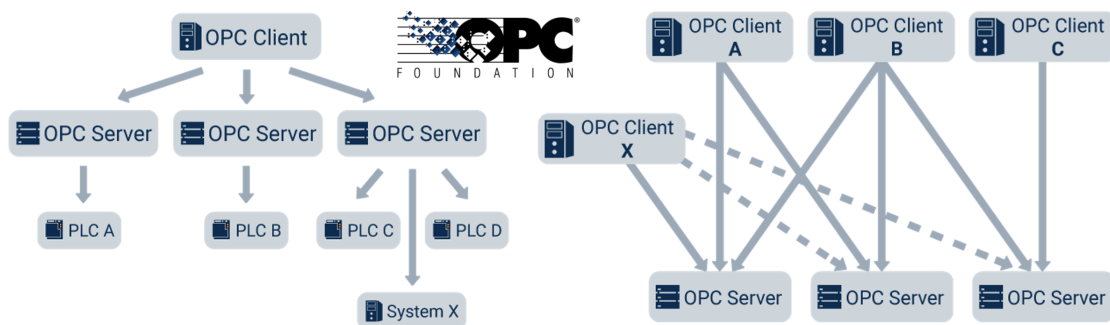 OPC Client
OPC Server
OPC Server
OPC Server
PLC A
PLC B
PLC C
PLC D
System X
OPC®
FOUNDATION
OPC Client
A
OPC Client
B
OPC Client
C
OPC Client
X
OPC Server
OPC Server
OPC Server